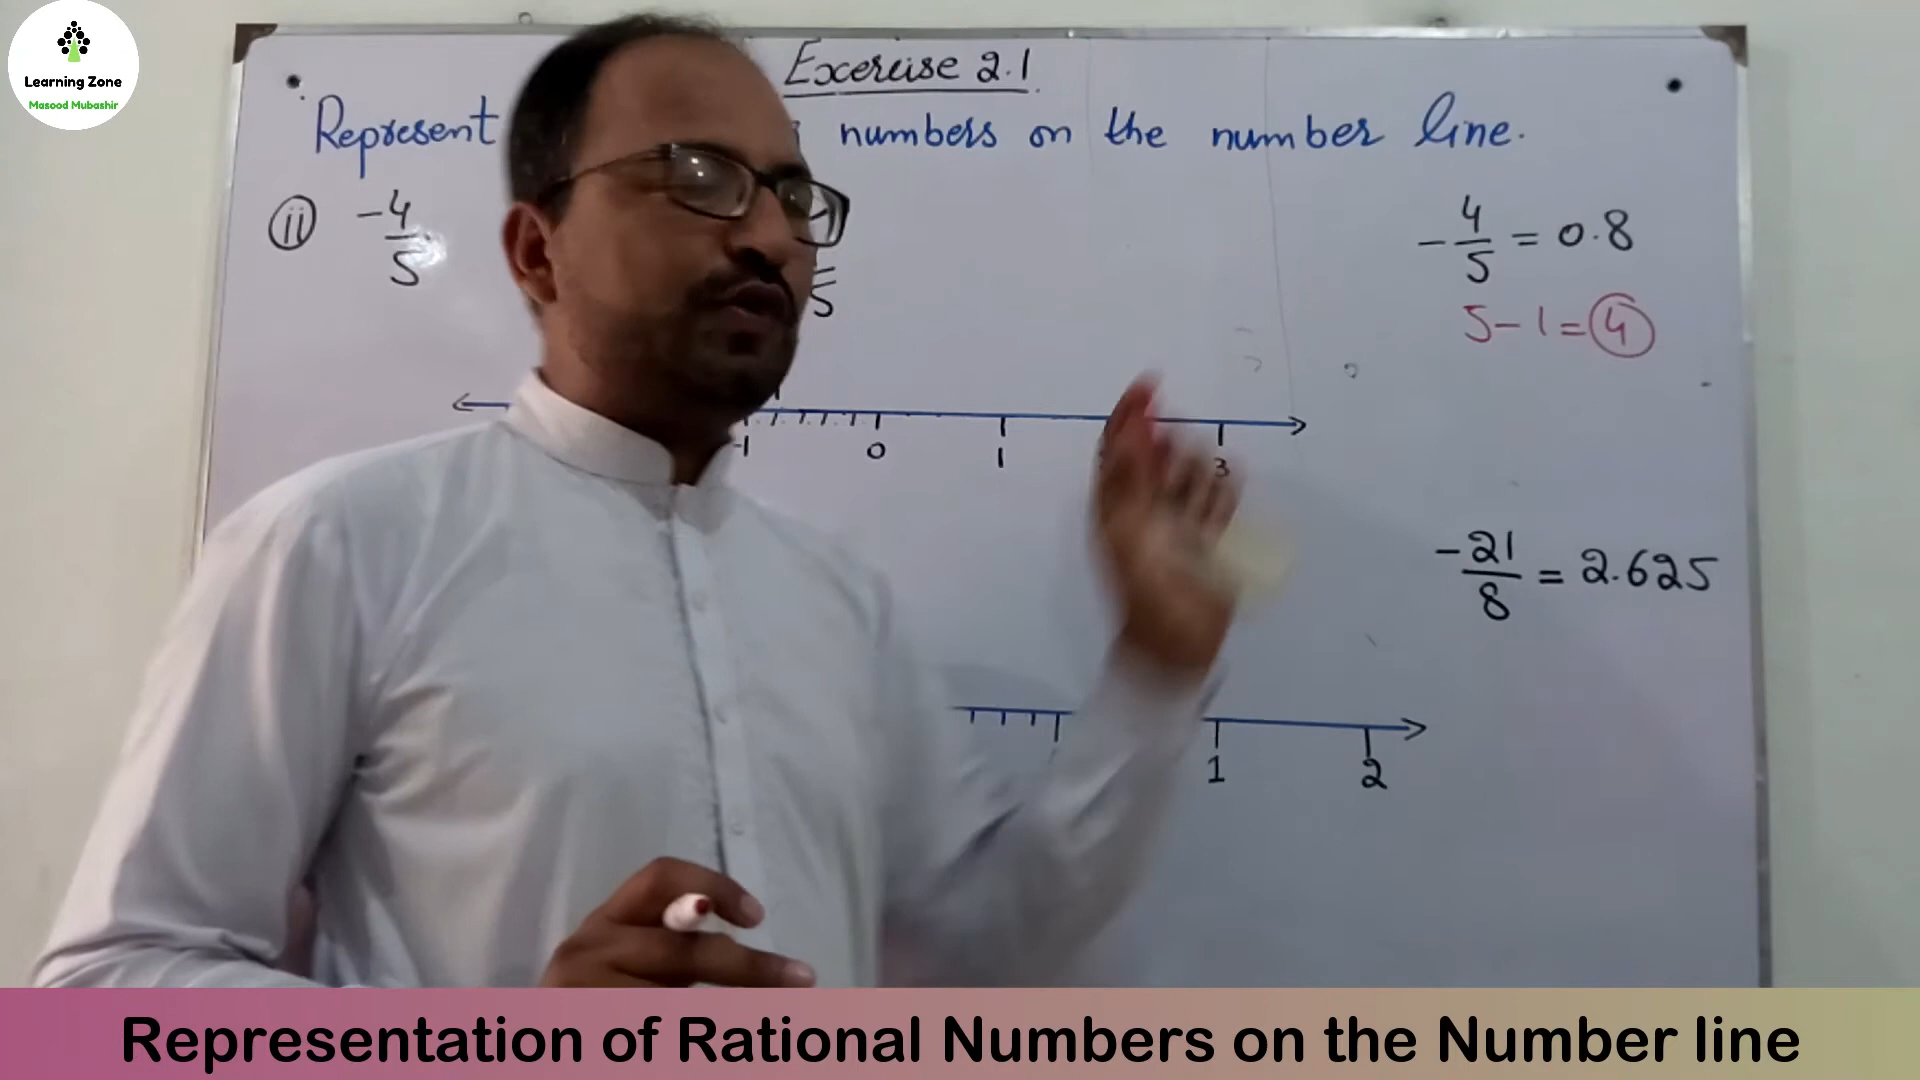 Learning Zone
Masood Mubashir
Excercise 2.1
Represent numbers on the number line.
ii -4/5
5
-4/5 = 0.8
5-1=4
-1 0 1 3
-21/8 = 2.625
1 2
Representation of Rational Numbers on the Number line